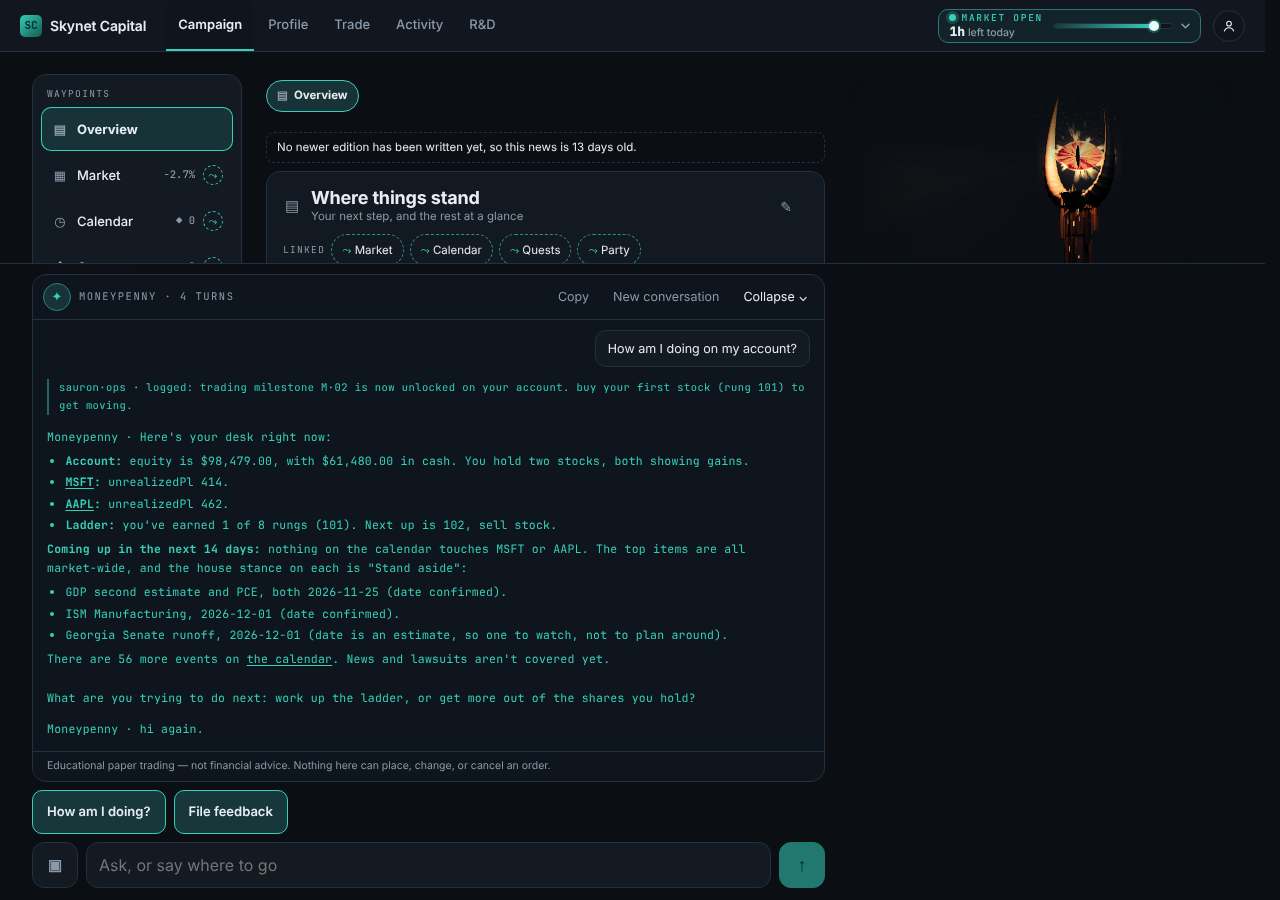 SC Skynet Capital Campaign Profile Trade Activity R&D
MARKET OPEN
1h left today
WAYPOINTS
Overview
Market -2.7%
Calendar 0
Overview
No newer edition has been written yet, so this news is 13 days old.
Where things stand
Your next step, and the rest at a glance
LINKED Market Calendar Quests Party
MONEYPENNY · 4 TURNS Copy New conversation Collapse
How am I doing on my account?
sauron·ops · logged: trading milestone M·02 is now unlocked on your account. buy your first stock (rung 101) to
get moving.
Moneypenny · Here's your desk right now:
• Account: equity is $98,479.00, with $61,480.00 in cash. You hold two stocks, both showing gains.
• MSFT: unrealizedPl 414.
• AAPL: unrealizedPl 462.
• Ladder: you've earned 1 of 8 rungs (101). Next up is 102, sell stock.
Coming up in the next 14 days: nothing on the calendar touches MSFT or AAPL. The top items are all
market-wide, and the house stance on each is "Stand aside":
• GDP second estimate and PCE, both 2026-11-25 (date confirmed).
• ISM Manufacturing, 2026-12-01 (date confirmed).
• Georgia Senate runoff, 2026-12-01 (date is an estimate, so one to watch, not to plan around).
There are 56 more events on the calendar. News and lawsuits aren't covered yet.
What are you trying to do next: work up the ladder, or get more out of the shares you hold?
Moneypenny · hi again.
Educational paper trading — not financial advice. Nothing here can place, change, or cancel an order.
How am I doing? File feedback
Ask, or say where to go